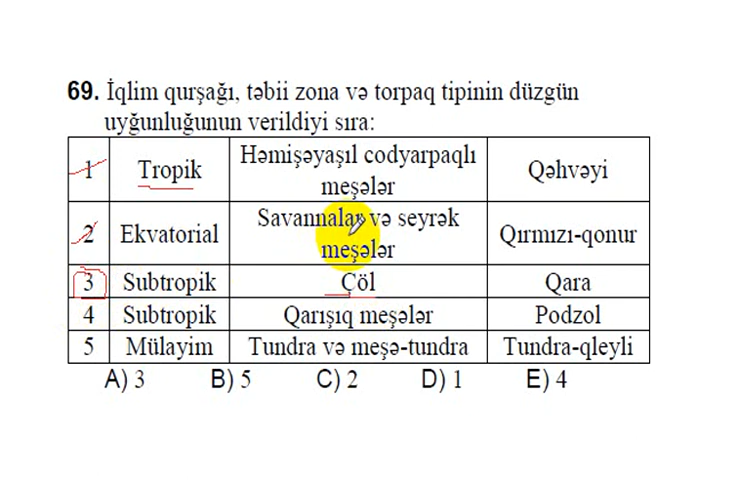 69. İqlim qurşağı, təbii zona və torpaq tipinin düzgün
uyğunluğunun verildiyi sıra:
1 Tropik Həmişəyaşıl codyarpaqlı meşələr Qəhvəyi
2 Ekvatorial Savannalar və seyrək meşələr Qırmızı-qonur
3 Subtropik Çöl Qara
4 Subtropik Qarışıq meşələr Podzol
5 Mülayim Tundra və meşə-tundra Tundra-qleyli
A) 3 B) 5 C) 2 D) 1 E) 4